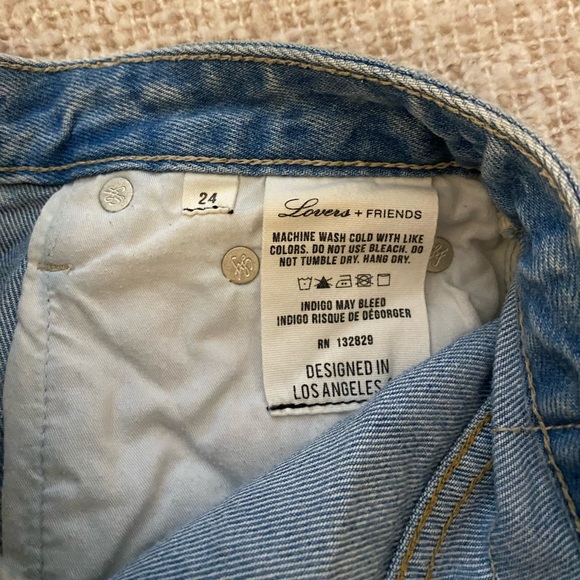 24
Lovers + FRIENDS
MACHINE WASH COLD WITH LIKE
COLORS. DO NOT USE BLEACH. DO
NOT TUMBLE DRY. HANG DRY.
INDIGO MAY BLEED
INDIGO RISQUE DE DÉGORGER
RN 132829
DESIGNED IN
LOS ANGELES